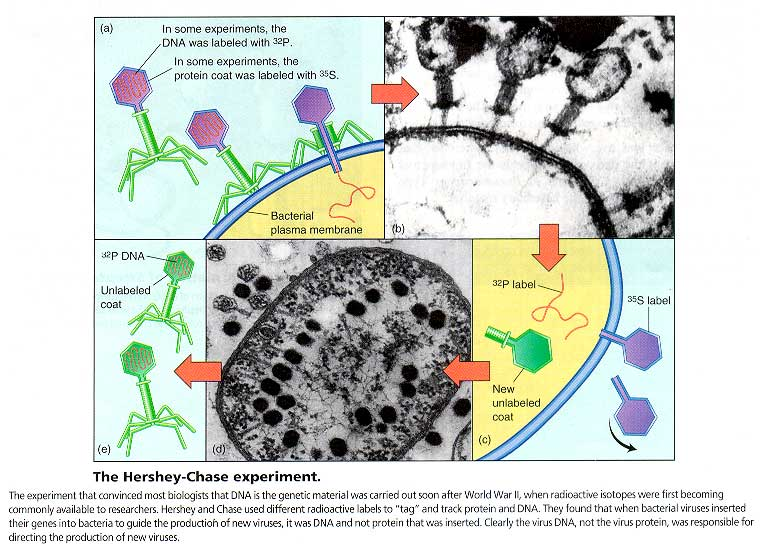 (a)
In some experiments, the
DNA was labeled with ³²P.
In some experiments, the
protein coat was labeled with ³⁵S.
Bacterial
plasma membrane
(b)
³²P label
³⁵S label
New
unlabeled
coat
(c)
(d)
³²P DNA
Unlabeled
coat
(e)
The Hershey-Chase experiment.
The experiment that convinced most biologists that DNA is the genetic material was carried out soon after World War II, when radioactive isotopes were first becoming
commonly available to researchers. Hershey and Chase used different radioactive labels to "tag" and track protein and DNA. They found that when bacterial viruses inserted
their genes into bacteria to guide the production of new viruses, it was DNA and not protein that was inserted. Clearly the virus DNA, not the virus protein, was responsible for
directing the production of new viruses.